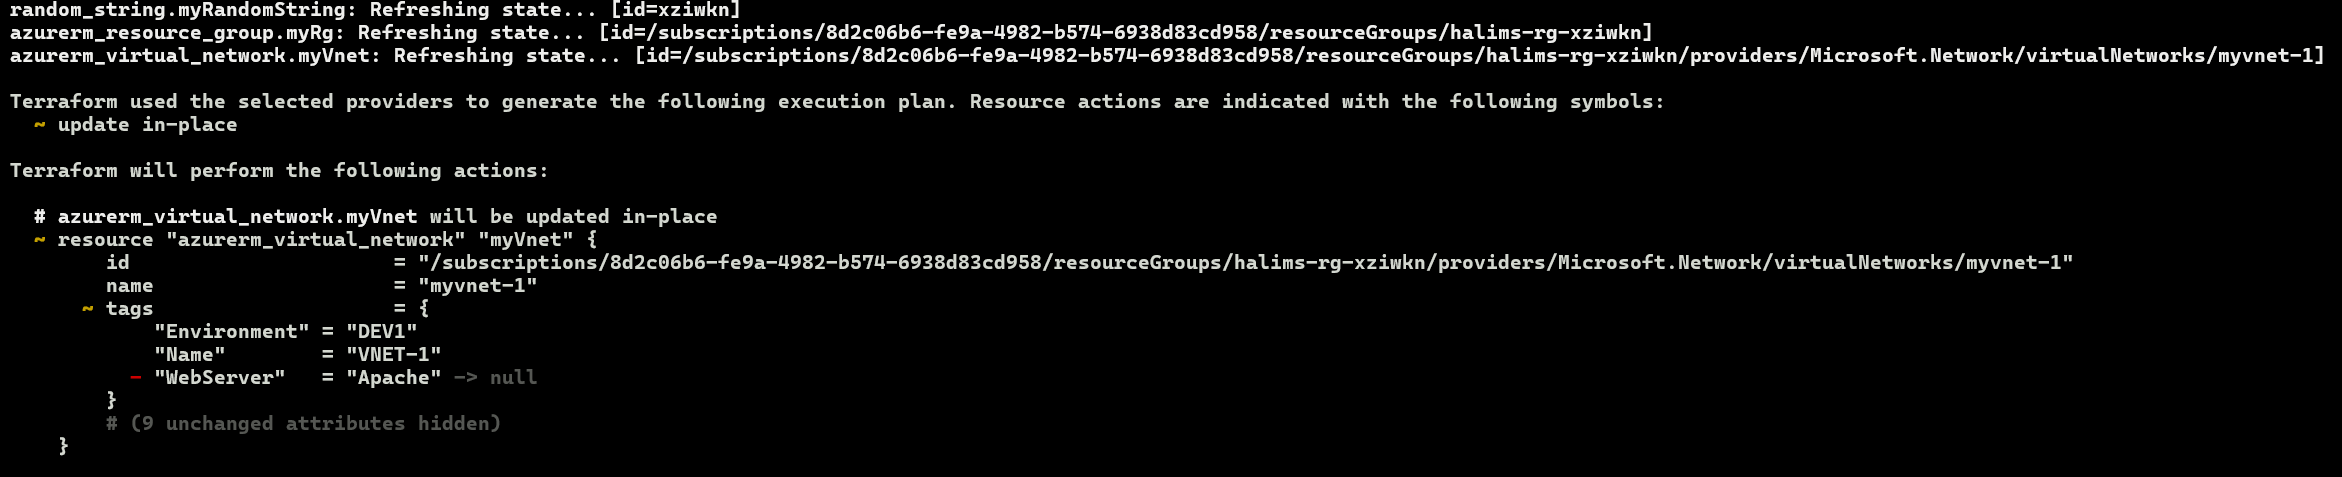 random_string.myRandomString: Refreshing state... [id=xziwkn]
azurerm_resource_group.myRg: Refreshing state... [id=/subscriptions/8d2c06b6-fe9a-4982-b574-6938d83cd958/resourceGroups/halims-rg-xziwkn]
azurerm_virtual_network.myVnet: Refreshing state... [id=/subscriptions/8d2c06b6-fe9a-4982-b574-6938d83cd958/resourceGroups/halims-rg-xziwkn/providers/Microsoft.Network/virtualNetworks/myvnet-1]

Terraform used the selected providers to generate the following execution plan. Resource actions are indicated with the following symbols:
  ~ update in-place

Terraform will perform the following actions:

  # azurerm_virtual_network.myVnet will be updated in-place
  ~ resource "azurerm_virtual_network" "myVnet" {
        id                      = "/subscriptions/8d2c06b6-fe9a-4982-b574-6938d83cd958/resourceGroups/halims-rg-xziwkn/providers/Microsoft.Network/virtualNetworks/myvnet-1"
        name                    = "myvnet-1"
      ~ tags                    = {
            "Environment" = "DEV1"
            "Name"        = "VNET-1"
          - "WebServer"   = "Apache" -> null
        }
        # (9 unchanged attributes hidden)
    }